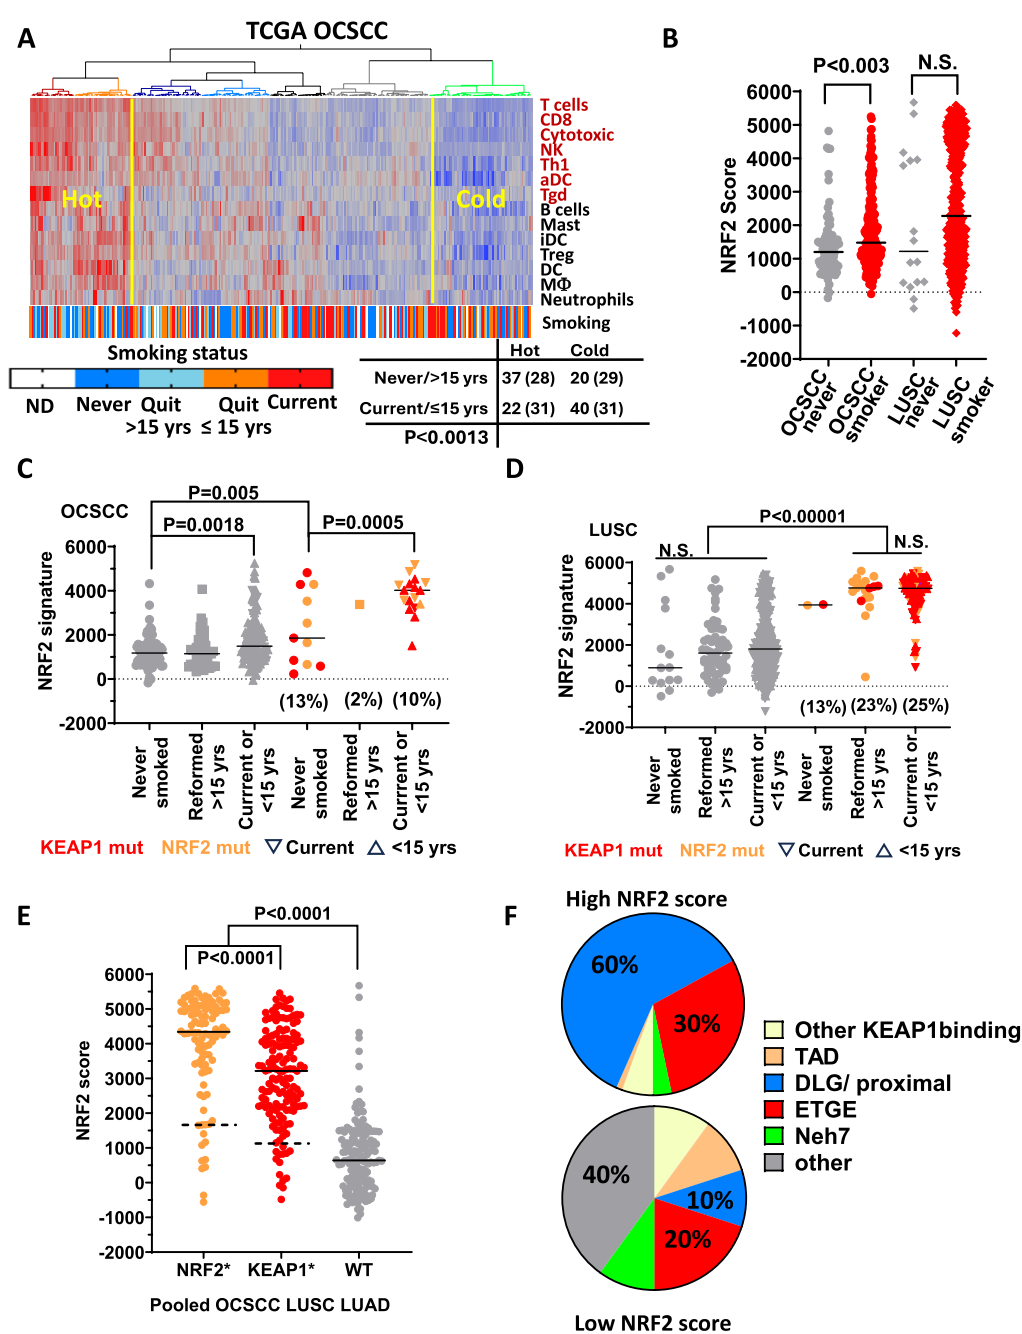 A
TCGA OCSCC
T cells
CD8
Cytotoxic
NK
Th1
aDC
Tgd
B cells
Mast
iDC
Treg
DC
MΦ
Neutrophils
Smoking
Hot
Cold
Smoking status
ND
Never
Quit >15 yrs
Quit ≤ 15 yrs
Current
Hot Cold
Never/>15 yrs 37 (28) 20 (29)
Current/≤15 yrs 22 (31) 40 (31)
P<0.0013
B
P<0.003
N.S.
NRF2 Score
6000
5000
4000
3000
2000
1000
0
-1000
-2000
OCSCC never
OCSCC smoker
LUSC never
LUSC smoker
C
OCSCC
P=0.005
P=0.0018
P=0.0005
NRF2 signature
6000
4000
2000
0
-2000
(13%)
(2%)
(10%)
Never smoked
Reformed >15 yrs
Currrent or <15 yrs
Never smoked
Reformed >15 yrs
Currrent or <15 yrs
KEAP1 mut NRF2 mut ▽ Current △ <15 yrs
D
LUSC
P<0.00001
N.S.
N.S.
NRF2 signature
6000
4000
2000
0
-2000
(13%)
(23%)
(25%)
Never smoked
Reformed >15 yrs
Currrent or <15 yrs
Never smoked
Reformed >15 yrs
Currrent or <15 yrs
KEAP1 mut NRF2 mut ▽ Current △ <15 yrs
E
P<0.0001
P<0.0001
NRF2 score
6000
5000
4000
3000
2000
1000
0
-1000
-2000
NRF2*
KEAP1*
WT
Pooled OCSCC LUSC LUAD
F
High NRF2 score
60%
30%
Other KEAP1binding
TAD
DLG/ proximal
ETGE
Neh7
other
40%
10%
20%
Low NRF2 score